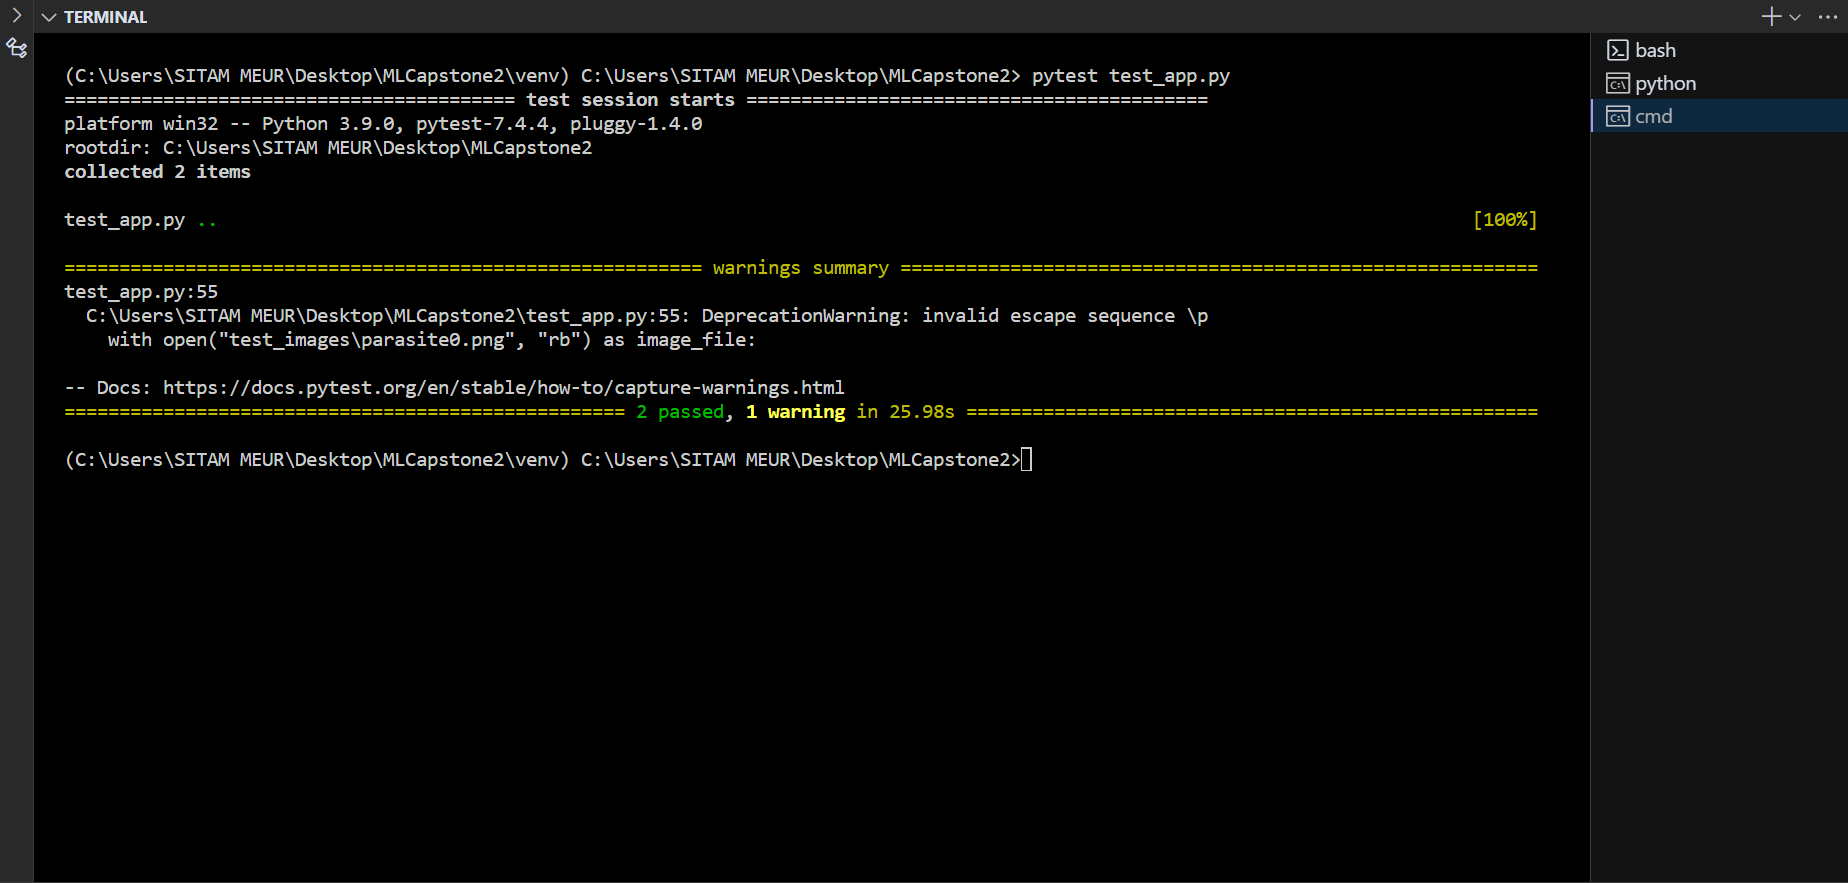 TERMINAL
(C:\Users\SITAM MEUR\Desktop\MLCapstone2\venv) C:\Users\SITAM MEUR\Desktop\MLCapstone2> pytest test_app.py
========================================= test session starts ==========================================
platform win32 -- Python 3.9.0, pytest-7.4.4, pluggy-1.4.0
rootdir: C:\Users\SITAM MEUR\Desktop\MLCapstone2
collected 2 items
test_app.py .. [100%]
========================================================== warnings summary ==========================================================
test_app.py:55
C:\Users\SITAM MEUR\Desktop\MLCapstone2\test_app.py:55: DeprecationWarning: invalid escape sequence \p
with open("test_images\parasite0.png", "rb") as image_file:
-- Docs: https://docs.pytest.org/en/stable/how-to/capture-warnings.html
=================================================== 2 passed, 1 warning in 25.98s ====================================================
(C:\Users\SITAM MEUR\Desktop\MLCapstone2\venv) C:\Users\SITAM MEUR\Desktop\MLCapstone2>
bash
python
cmd